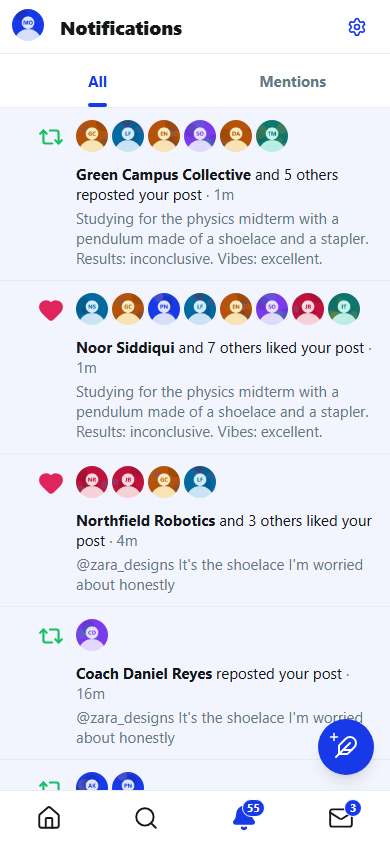 MO
Notifications
All
Mentions
GC LF EN SO DA TM
Green Campus Collective and 5 others
reposted your post · 1m
Studying for the physics midterm with a
pendulum made of a shoelace and a stapler.
Results: inconclusive. Vibes: excellent.
NS GC PN LF EN SO JB IT
Noor Siddiqui and 7 others liked your post ·
1m
Studying for the physics midterm with a
pendulum made of a shoelace and a stapler.
Results: inconclusive. Vibes: excellent.
NR JB GC LF
Northfield Robotics and 3 others liked your
post · 4m
@zara_designs It's the shoelace I'm worried
about honestly
CD
Coach Daniel Reyes reposted your post ·
16m
@zara_designs It's the shoelace I'm worried
about honestly
AK PN
55
3